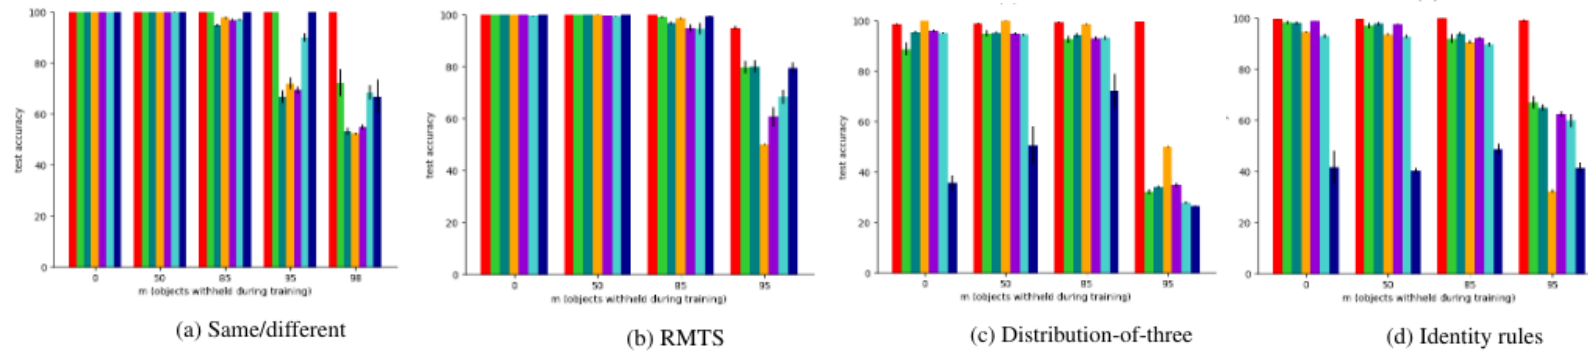 100
80
60
40
20
0
test accuracy
0 50 85 95 98
m (objects withheld during training)
(a) Same/different
100
80
60
40
20
0
test accuracy
0 50 85 95
m (objects withheld during training)
(b) RMTS
100
80
60
40
20
0
test accuracy
0 50 85 95
m (objects withheld during training)
(c) Distribution-of-three
100
80
60
40
20
0
0 50 85 95
m (objects withheld during training)
(d) Identity rules